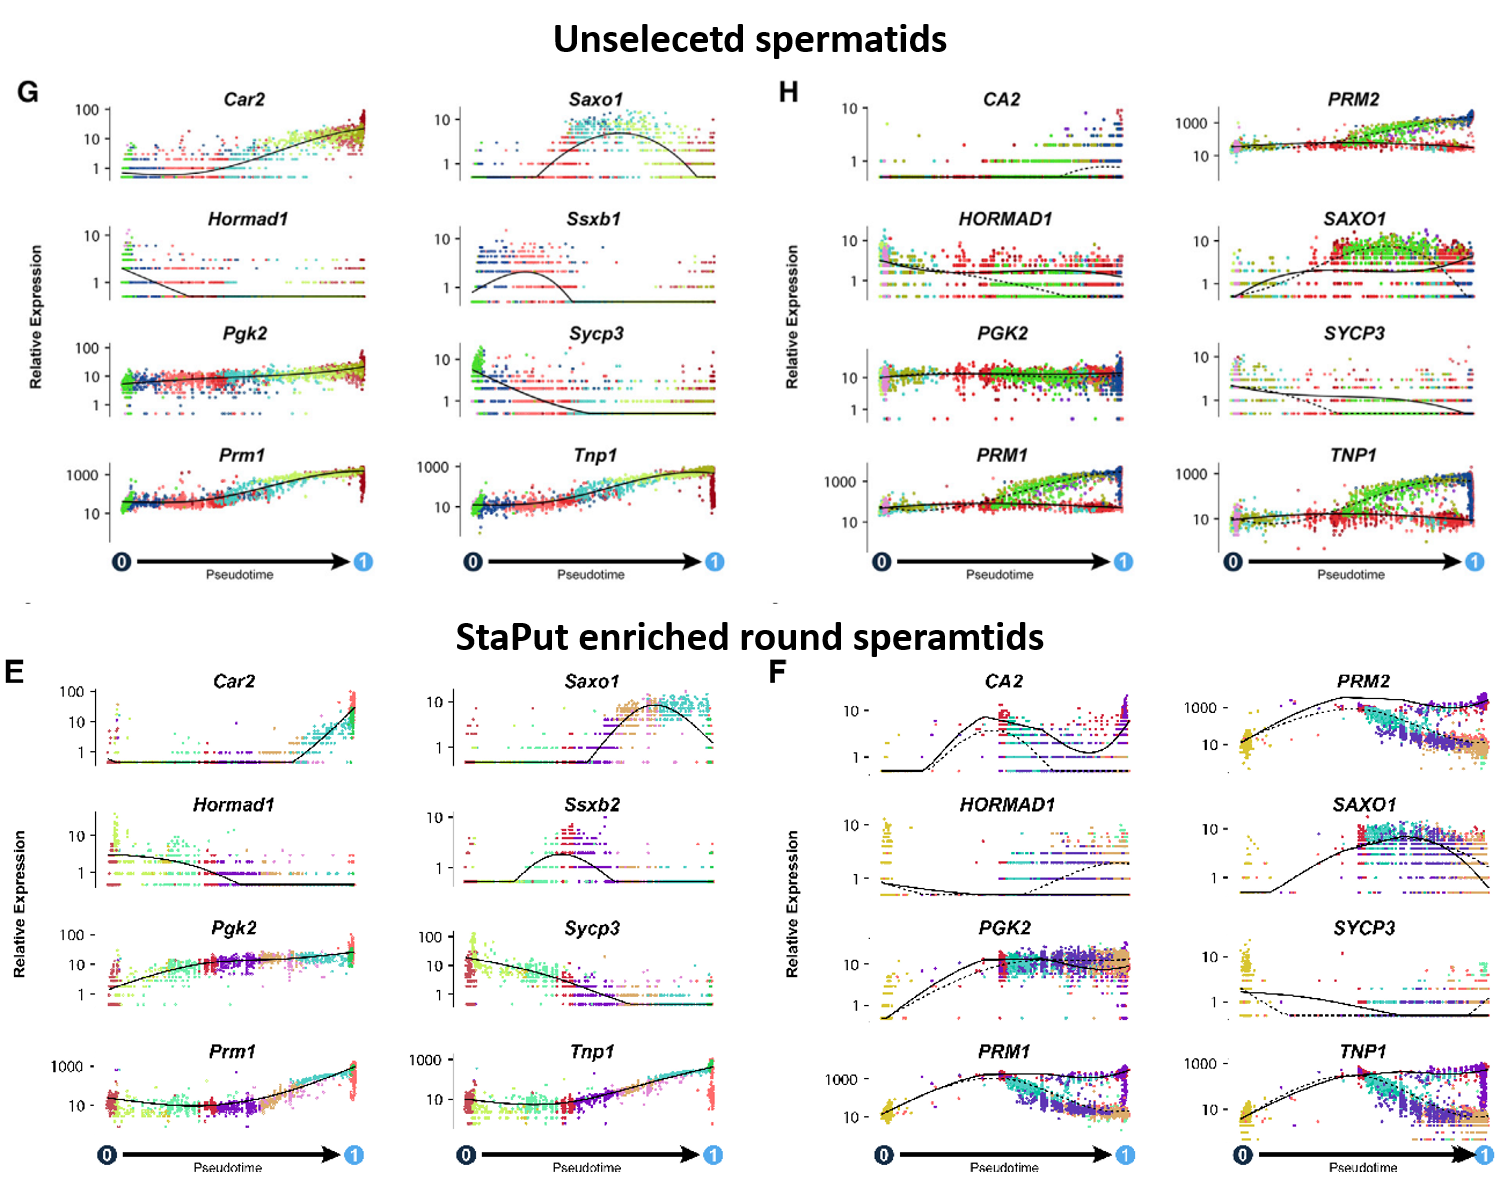 Unselecetd spermatids
G
H
Car2
Saxo1
CA2
PRM2
100
10
1
10
1
10
1
1000
10
Hormad1
Ssxb1
HORMAD1
SAXO1
10
1
10
1
10
1
10
1
Pgk2
Sycp3
PGK2
SYCP3
100
10
1
10
1
10
1
10
1
Prm1
Tnp1
PRM1
TNP1
1000
10
1000
10
1000
10
1000
10
Relative Expression
Relative Expression
0
1
0
1
0
1
0
1
Pseudotime
Pseudotime
Pseudotime
Pseudotime
StaPut enriched round speramtids
E
F
Car2
Saxo1
CA2
PRM2
100
10
1
10
1
10
1
1000
10
Hormad1
Ssxb2
HORMAD1
SAXO1
10
1
10
1
10
1
10
1
Pgk2
Sycp3
PGK2
SYCP3
100
10
1
100
10
1
10
1
10
1
Prm1
Tnp1
PRM1
TNP1
1000
10
1000
10
1000
10
1000
10
Relative Expression
Relative Expression
0
1
0
1
0
1
0
1
Pseudotime
Pseudotime
Pseudotime
Pseudotime